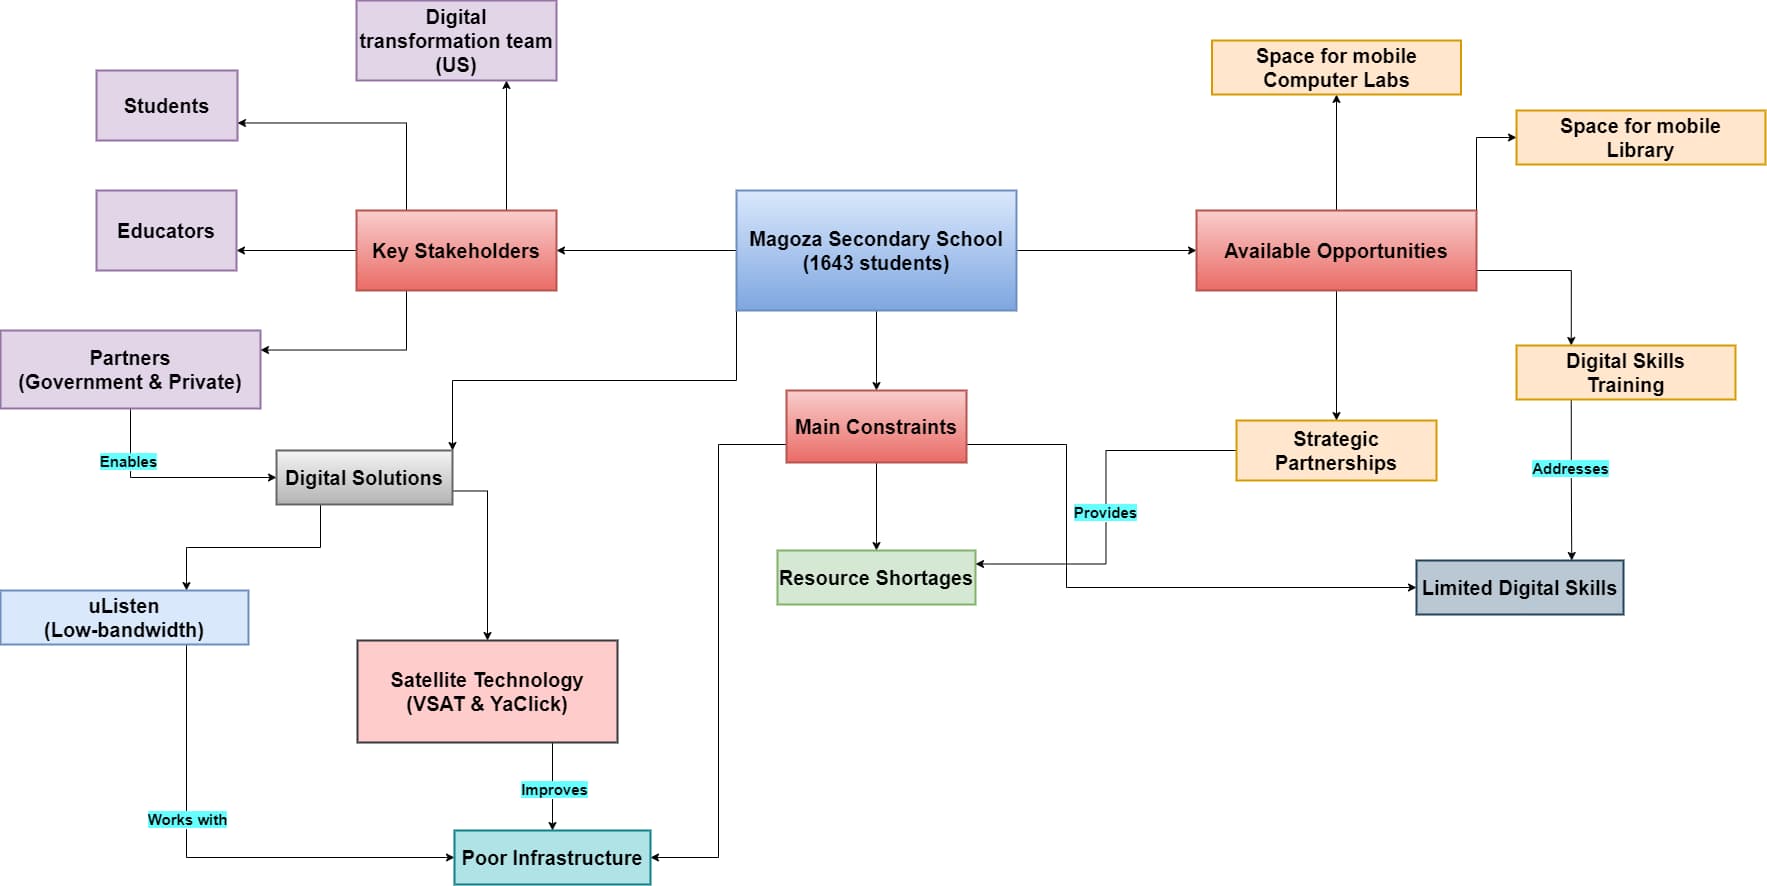 Digital
transformation team
(US)
Space for mobile
Computer Labs
Students
Space for mobile
Library
Educators
Key Stakeholders
Magoza Secondary School
(1643 students)
Available Opportunities
Partners
(Government & Private)
Digital Skills
Training
Main Constraints
Strategic
Partnerships
Enables
Digital Solutions
Addresses
Provides
Resource Shortages
Limited Digital Skills
uListen
(Low-bandwidth)
Satellite Technology
(VSAT & YaClick)
Improves
Works with
Poor Infrastructure